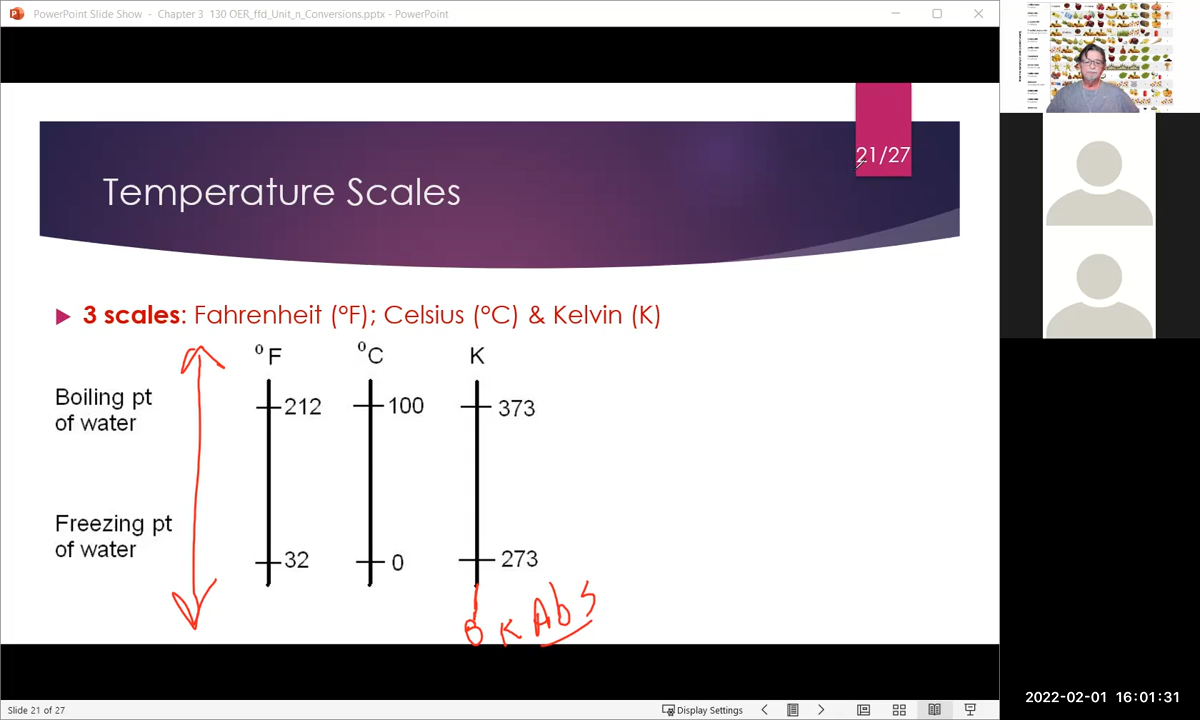 PowerPoint Slide Show - Chapter 3 130 OER_ffd_Unit_n_Conversions.pptx - PowerPoint
21/27
Temperature Scales
3 scales: Fahrenheit (ºF); Celsius (ºC) & Kelvin (K)
º F º C K
Boiling pt
of water
212 100 373
Freezing pt
of water
32 0 273
0 K Abs
Slide 21 of 27
Display Settings
2022-02-01 16:01:31